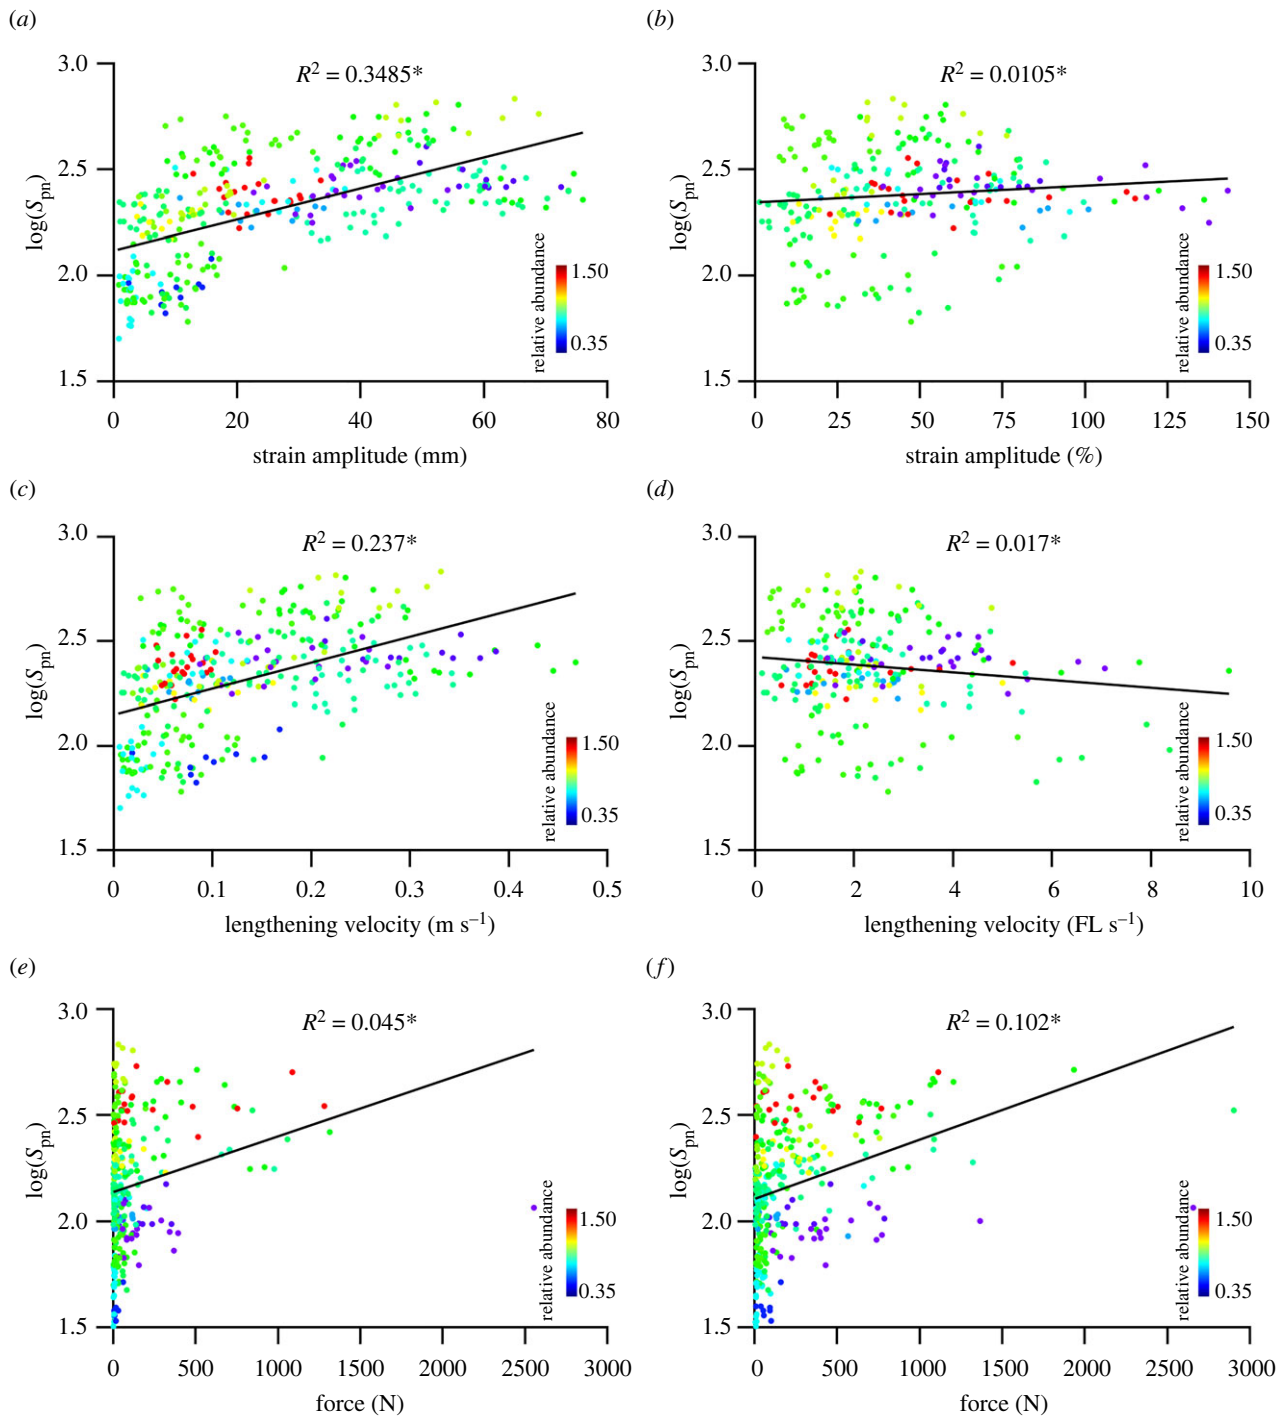 (a)
R² = 0.3485*
3.0
2.5
2.0
1.5
log(Spn)
relative abundance
1.50
0.35
0 20 40 60 80
strain amplitude (mm)
(b)
R² = 0.0105*
3.0
2.5
2.0
1.5
log(Spn)
relative abundance
1.50
0.35
0 25 50 75 100 125 150
strain amplitude (%)
(c)
R² = 0.237*
3.0
2.5
2.0
1.5
log(Spn)
relative abundance
1.50
0.35
0 0.1 0.2 0.3 0.4 0.5
lengthening velocity (m s⁻¹)
(d)
R² = 0.017*
3.0
2.5
2.0
1.5
log(Spn)
relative abundance
1.50
0.35
0 2 4 6 8 10
lengthening velocity (FL s⁻¹)
(e)
R² = 0.045*
3.0
2.5
2.0
1.5
log(Spn)
relative abundance
1.50
0.35
0 500 1000 1500 2000 2500 3000
force (N)
(f)
R² = 0.102*
3.0
2.5
2.0
1.5
log(Spn)
relative abundance
1.50
0.35
0 500 1000 1500 2000 2500 3000
force (N)